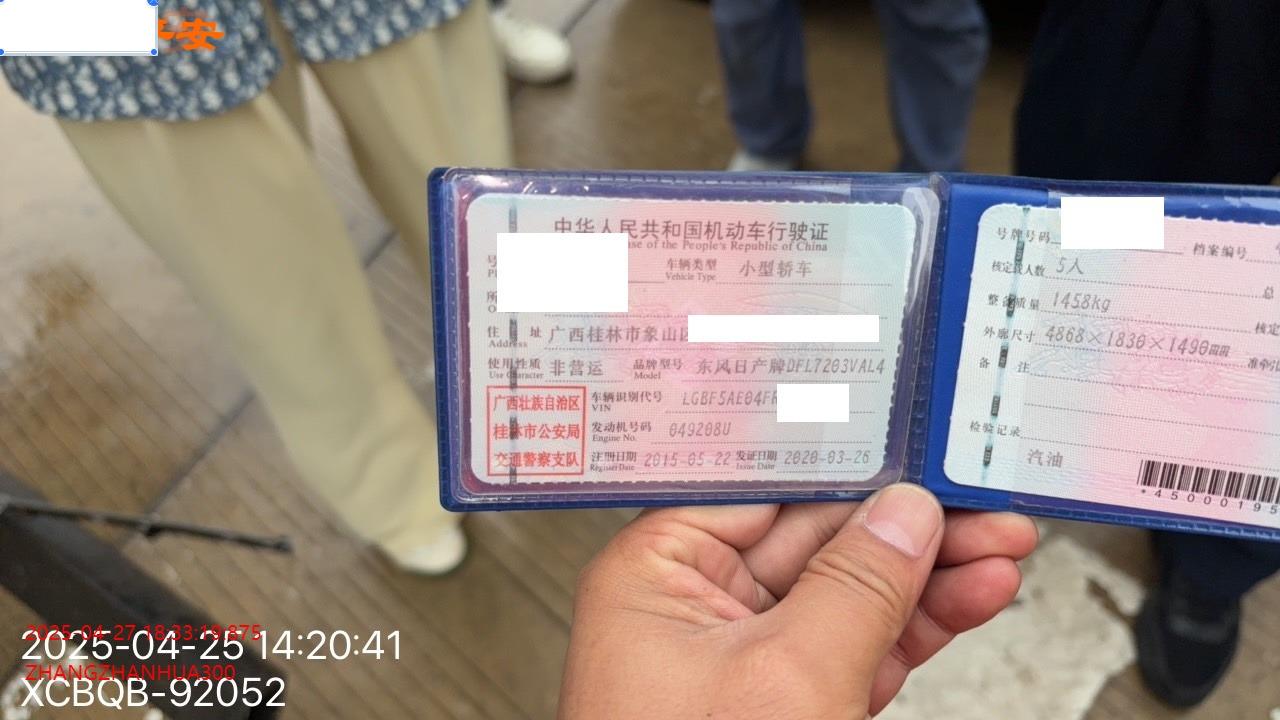 安
中华人民共和国机动车行驶证
se of the People's Republic of China
车辆类型 小型轿车
Vehicle Type
住 址 广西桂林市象山
Address
使用性质 非营运 品牌型号 东风日产牌DFL7203VAL4
Use Character Model
广西壮族自治区
桂林市公安局
交通警察支队
车辆识别代号 LGBF5AE04F
VIN
发动机号码 049208U
Engine No.
注册日期 2015-05-22 发证日期 2020-03-26
Register Date Issue Date
号牌号码 档案编号
核定载人数 5人 总
整备质量 1458kg 核定
外廓尺寸 4868×1830×1490
备 注
检验记录
汽油
*45000195
2025-04-27 18:33:19.875
2025-04-25 14:20:41
ZHANGZHANHUA300
XCBQB-92052